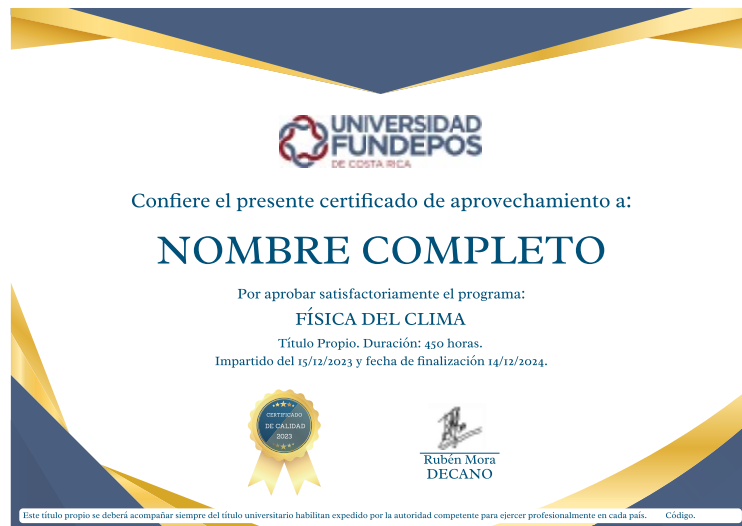 UNIVERSIDAD
FUNDEPOS
DE COSTA RICA
Confiere el presente certificado de aprovechamiento a:
NOMBRE COMPLETO
Por aprobar satisfactoriamente el programa:
FÍSICA DEL CLIMA
Título Propio. Duración: 450 horas.
Impartido del 15/12/2023 y fecha de finalización 14/12/2024.
CERTIFICADO
DE CALIDAD
2023
Rubén Mora
DECANO
Este título propio se deberá acompañar siempre del título universitario habilitan expedido por la autoridad competente para ejercer profesionalmente en cada país. Código.